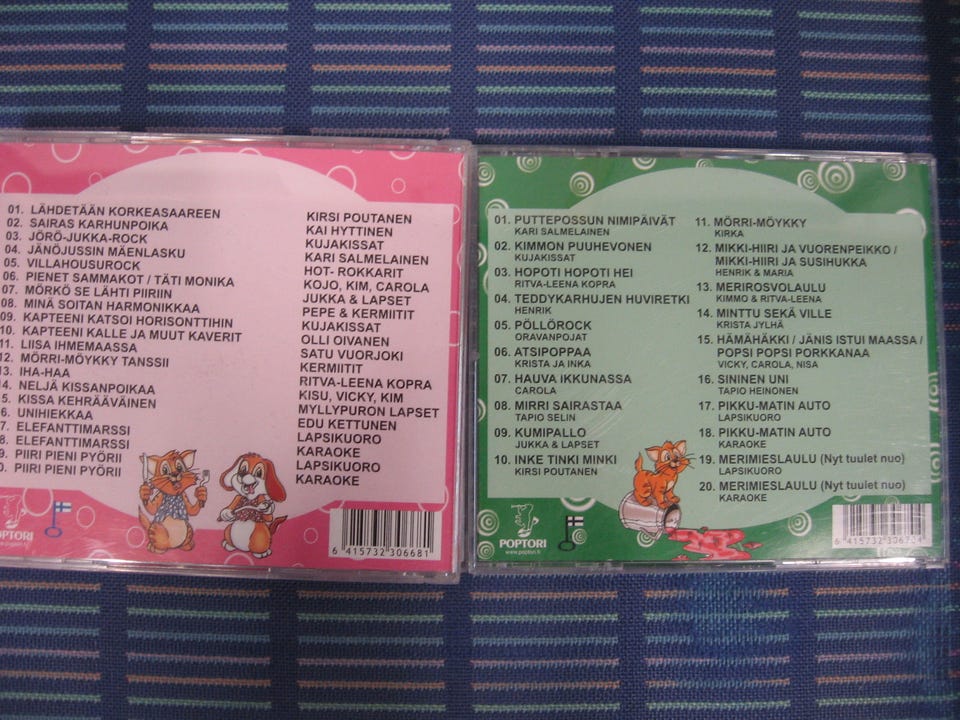 01. LÄHDETÄÄN KORKEASAAREEN KIRSI POUTANEN
02. SAIRAS KARHUNPOIKA KAI HYTTINEN
03. JÖRÖ-JUKKA-ROCK KUJAKISSAT
04. JÄNÖJUSSIN MÄENLASKU KARI SALMELAINEN
05. VILLAHOUSUROCK HOT- ROKKARIT
06. PIENET SAMMAKOT / TÄTI MONIKA KOJO, KIM, CAROLA
07. MÖRKÖ SE LÄHTI PIIRIIN JUKKA & LAPSET
08. MINÄ SOITAN HARMONIKKAA PEPE & KERMIITIT
09. KAPTEENI KATSOI HORISONTTIHIN KUJAKISSAT
10. KAPTEENI KALLE JA MUUT KAVERIT OLLI OIVANEN
11. LIISA IHMEMAASSA SATU VUORJOKI
12. MÖRRI-MÖYKKY TANSSII KERMIITIT
13. IHA-HAA RITVA-LEENA KOPRA
14. NELJÄ KISSANPOIKAA KISU, VICKY, KIM
5. KISSA KEHRÄÄVÄINEN MYLLYPURON LAPSET
6. UNIHIEKKAA EDU KETTUNEN
7. ELEFANTTIMARSSI LAPSIKUORO
8. ELEFANTTIMARSSI KARAOKE
9. PIIRI PIENI PYÖRII LAPSIKUORO
0. PIIRI PIENI PYÖRII KARAOKE
POPTORI
6 415732 306681
01. PUTTEPOSSUN NIMIPÄIVÄT
KARI SALMELAINEN
02. KIMMON PUUHEVONEN
KUJAKISSAT
03. HOPOTI HOPOTI HEI
RITVA-LEENA KOPRA
04. TEDDYKARHUJEN HUVIRETKI
HENRIK
05. PÖLLÖROCK
ORAVANPOJAT
06. ATSIPOPPAA
KRISTA JA INKA
07. HAUVA IKKUNASSA
CAROLA
08. MIRRI SAIRASTAA
TAPIO SELIN
09. KUMIPALLO
JUKKA & LAPSET
10. INKE TINKI MINKI
KIRSI POUTANEN
11. MÖRRI-MÖYKKY
KIRKA
12. MIKKI-HIIRI JA VUORENPEIKKO /
MIKKI-HIIRI JA SUSIHUKKA
HENRIK & MARIA
13. MERIROSVOLAULU
KIMMO & RITVA-LEENA
14. MINTTU SEKÄ VILLE
KRISTA JYLHÄ
15. HÄMÄHÄKKI / JÄNIS ISTUI MAASSA /
POPSI POPSI PORKKANAA
VICKY, CAROLA, NISA
16. SININEN UNI
TAPIO HEINONEN
17. PIKKU-MATIN AUTO
LAPSIKUORO
18. PIKKU-MATIN AUTO
KARAOKE
19. MERIMIESLAULU (Nyt tuulet nuo)
LAPSIKUORO
20. MERIMIESLAULU (Nyt tuulet nuo)
KARAOKE
POPTORI
www.poptori.fi
6 415732 306704